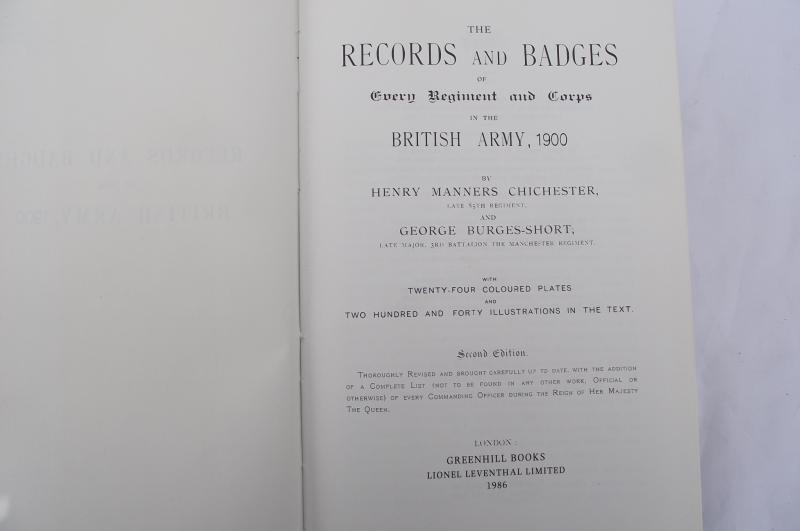 THE
RECORDS AND BADGES
OF
Every Regiment and Corps
IN THE
BRITISH ARMY, 1900
BY
HENRY MANNERS CHICHESTER,
LATE 85TH REGIMENT,
AND
GEORGE BURGES-SHORT,
LATE MAJOR, 3RD BATTALION THE MANCHESTER REGIMENT.
WITH
TWENTY-FOUR COLOURED PLATES
AND
TWO HUNDRED AND FORTY ILLUSTRATIONS IN THE TEXT.
Second Edition.
THOROUGHLY REVISED AND BROUGHT CAREFULLY UP TO DATE, WITH THE ADDITION
OF A COMPLETE LIST (NOT TO BE FOUND IN ANY OTHER WORK, OFFICIAL OR
OTHERWISE) OF EVERY COMMANDING OFFICER DURING THE REIGN OF HER MAJESTY
THE QUEEN.
LONDON:
GREENHILL BOOKS
LIONEL LEVENTHAL LIMITED
1986